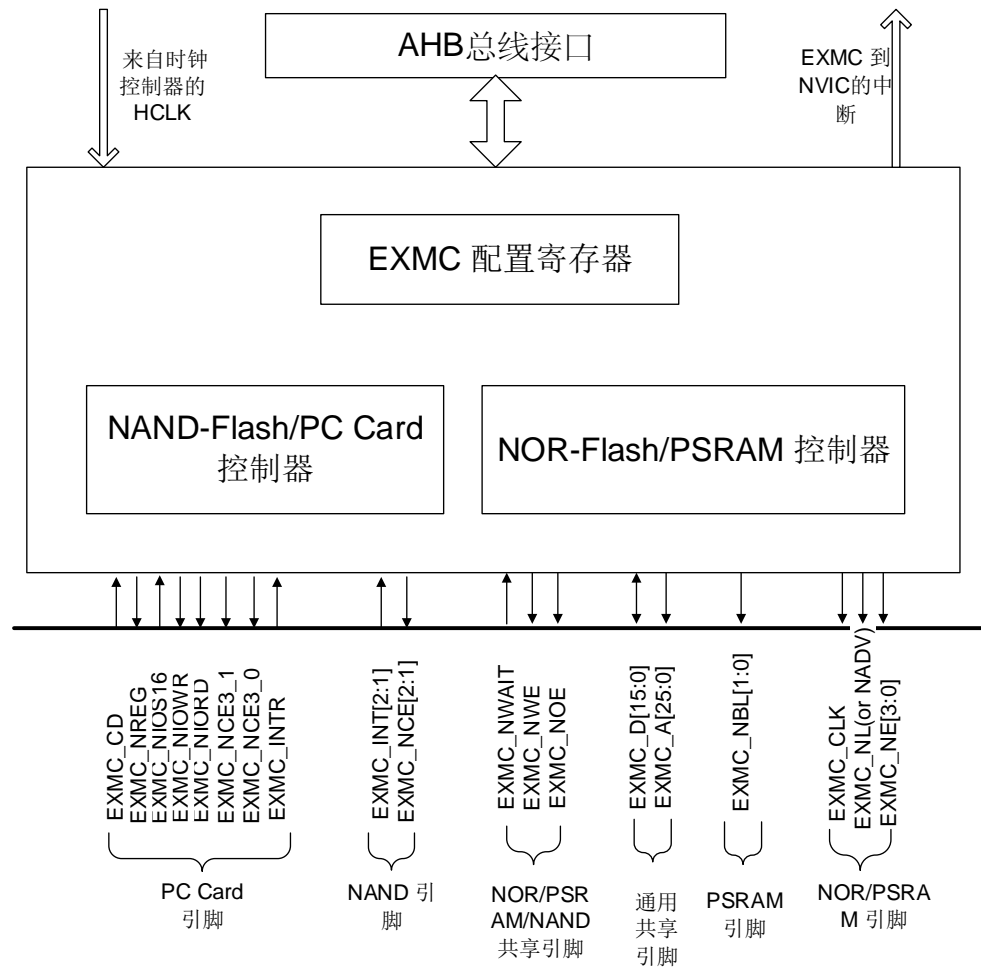 来自时钟
控制器的
HCLK
AHB总线接口
EXMC 到
NVIC的中
断
EXMC 配置寄存器
NAND-Flash/PC Card
控制器
NOR-Flash/PSRAM 控制器
EXMC_CD
EXMC_NREG
EXMC_NIOS16
EXMC_NIOWR
EXMC_NIORD
EXMC_NCE3_1
EXMC_NCE3_0
EXMC_INTR
EXMC_INT[2:1]
EXMC_NCE[2:1]
EXMC_NWAIT
EXMC_NWE
EXMC_NOE
EXMC_D[15:0]
EXMC_A[25:0]
EXMC_NBL[1:0]
EXMC_CLK
EXMC_NL(or NADV)
EXMC_NE[3:0]
PC Card
引脚
NAND 引
脚
NOR/PSR
AM/NAND
共享引脚
通用
共享
引脚
PSRAM
引脚
NOR/PSRA
M 引脚